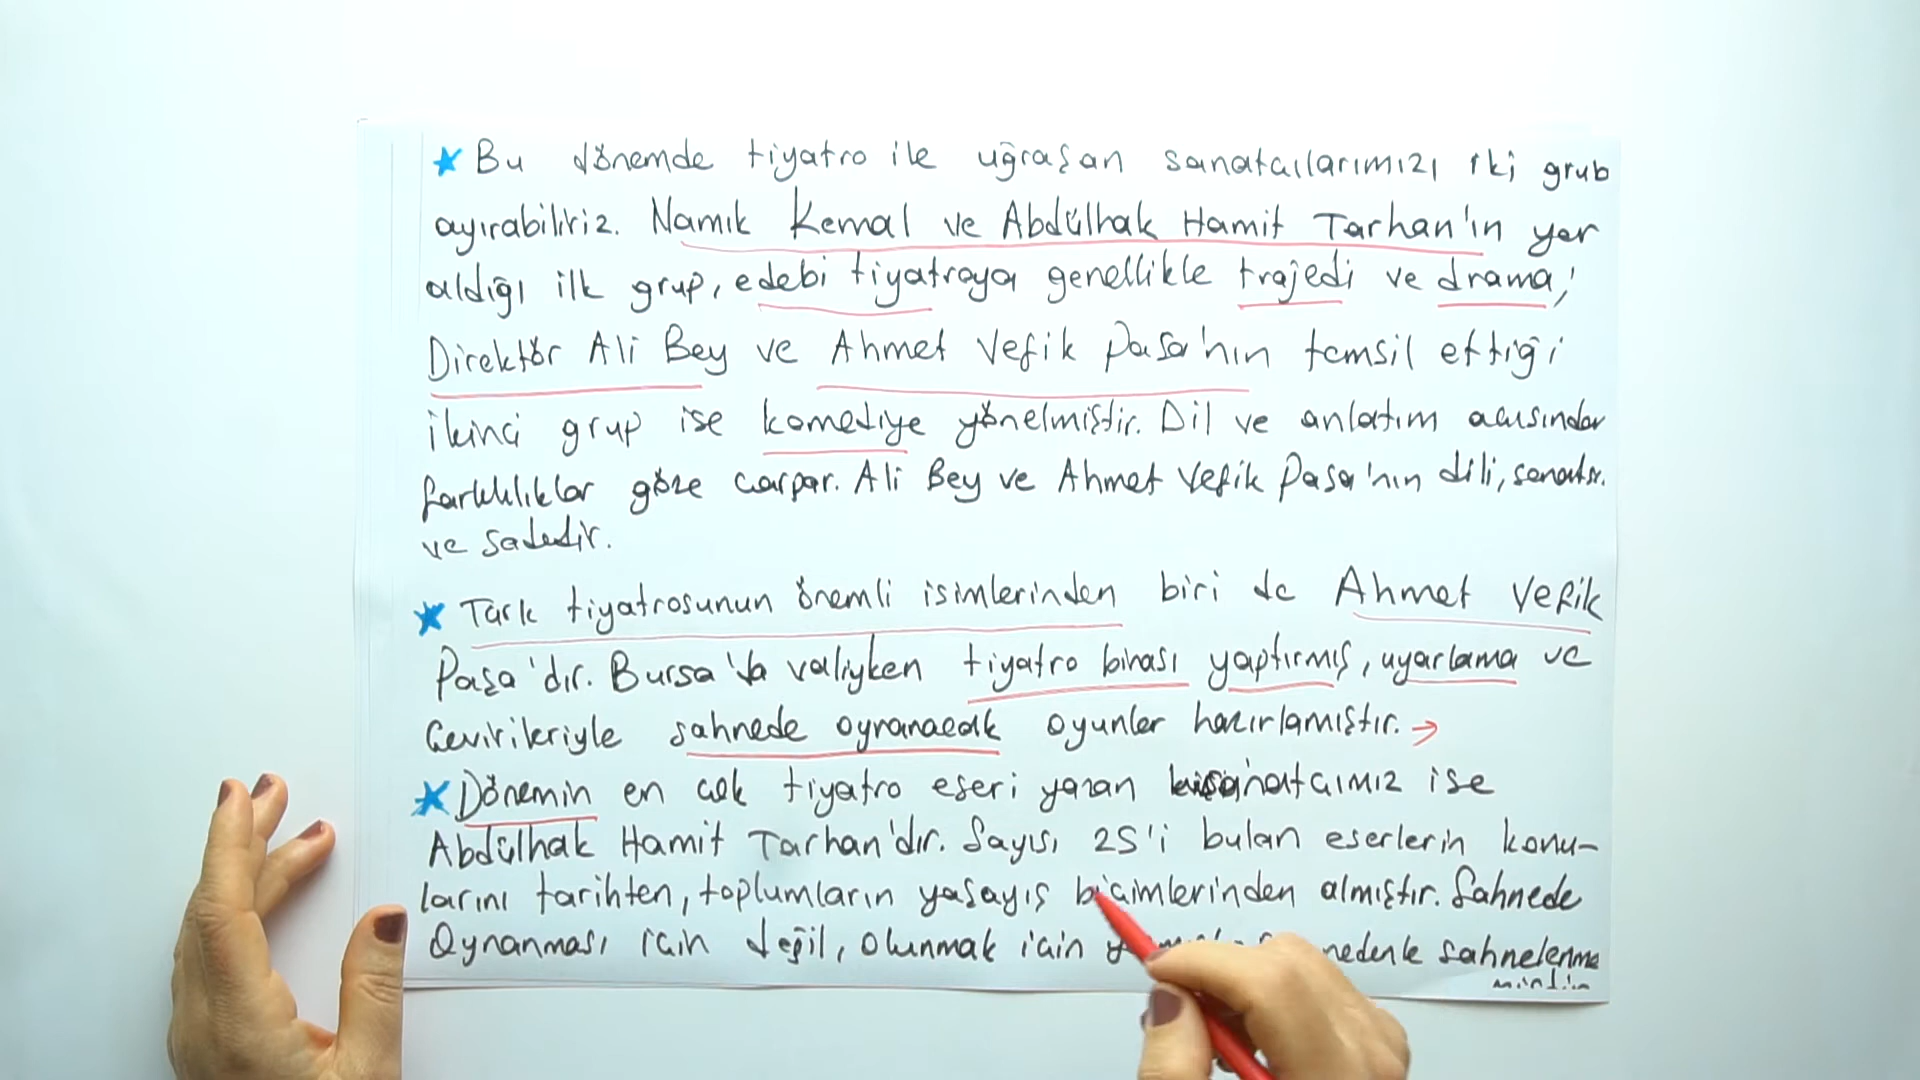 Bu dönemde tiyatro ile uğraşan sanatçılarımızı iki grub
ayırabiliriz. Namık Kemal ve Abdülhak Hamit Tarhan'ın yer
aldığı ilk grup, edebi tiyatroya genellikle trajedi ve drama;
Direktör Ali Bey ve Ahmet Vefik Paşa'nın temsil ettiği
ikinci grup ise komediye yönelmiştir. Dil ve anlatım açısından
farklılıklar göze çarpar. Ali Bey ve Ahmet Vefik Paşa'nın dili,
ve sadedir.
Türk tiyatrosunun önemli isimlerinden biri de Ahmet Vefik
Paşa'dır. Bursa'da valiyken tiyatro binası yaptırmış, uyarlama ve
çevirileriyle sahnede oynanacak oyunlar hazırlamıştır. →
Dönemin en çok tiyatro eseri yazan sanatçımız ise
Abdülhak Hamit Tarhan'dır. Sayısı 25'i bulan eserlerin konu-
larını tarihten, toplumların yaşayış biçimlerinden almıştır. Sahnede
Oynanması için değil, okunmak için nedenle sahnelenme